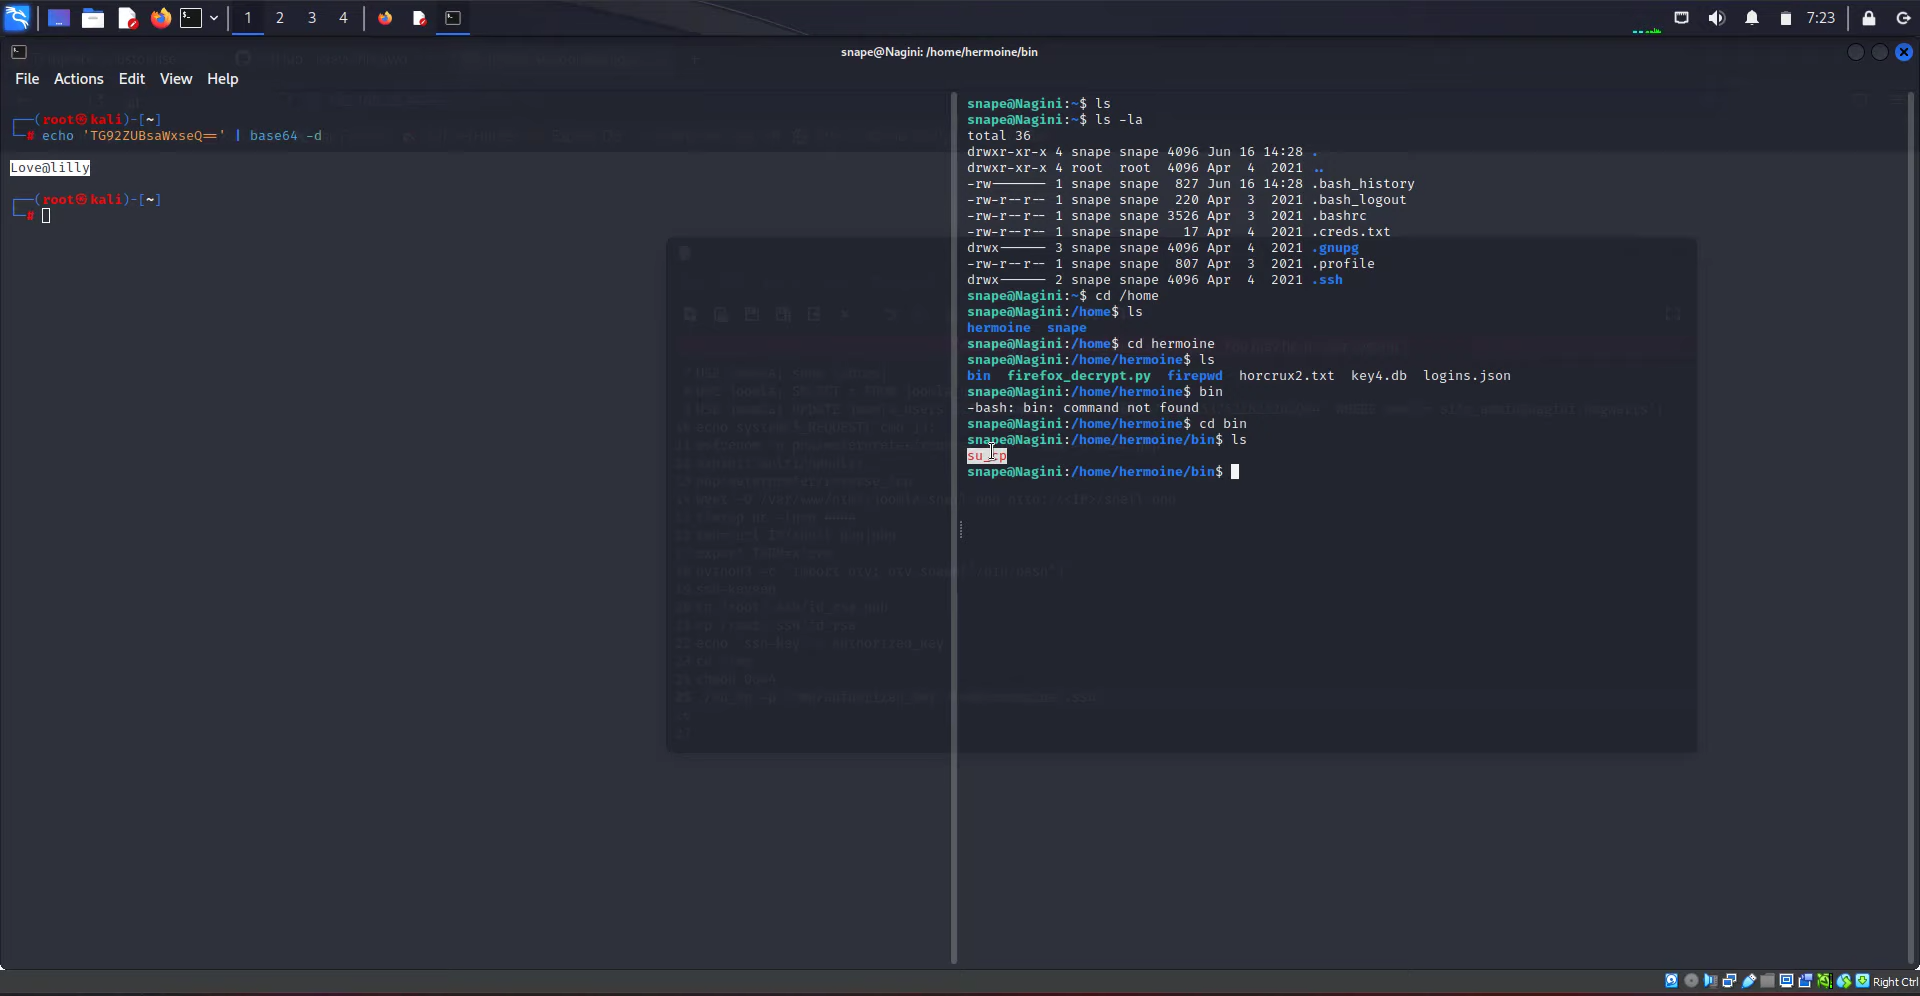 1 2 3 4
7:23
snape@Nagini: /home/hermoine/bin
File Actions Edit View Help
(root㉿kali)-[~]
# echo 'TG92ZUBsaWxseQ==' | base64 -d
Love@lilly
(root㉿kali)-[~]
#
snape@Nagini:~$ ls
snape@Nagini:~$ ls -la
total 36
drwxr-xr-x 4 snape snape 4096 Jun 16 14:28 .
drwxr-xr-x 4 root  root  4096 Apr  4  2021 ..
-rw------- 1 snape snape  827 Jun 16 14:28 .bash_history
-rw-r--r-- 1 snape snape  220 Apr  3  2021 .bash_logout
-rw-r--r-- 1 snape snape 3526 Apr  3  2021 .bashrc
-rw-r--r-- 1 snape snape   17 Apr  4  2021 .creds.txt
drwx------ 3 snape snape 4096 Apr  4  2021 .gnupg
-rw-r--r-- 1 snape snape  807 Apr  3  2021 .profile
drwx------ 2 snape snape 4096 Apr  4  2021 .ssh
snape@Nagini:~$ cd /home
snape@Nagini:/home$ ls
hermoine  snape
snape@Nagini:/home$ cd hermoine
snape@Nagini:/home/hermoine$ ls
bin  firefox_decrypt.py  firepwd  horcrux2.txt  key4.db  logins.json
snape@Nagini:/home/hermoine$ bin
-bash: bin: command not found
snape@Nagini:/home/hermoine$ cd bin
snape@Nagini:/home/hermoine/bin$ ls
su_cp
snape@Nagini:/home/hermoine/bin$
Right Ctrl